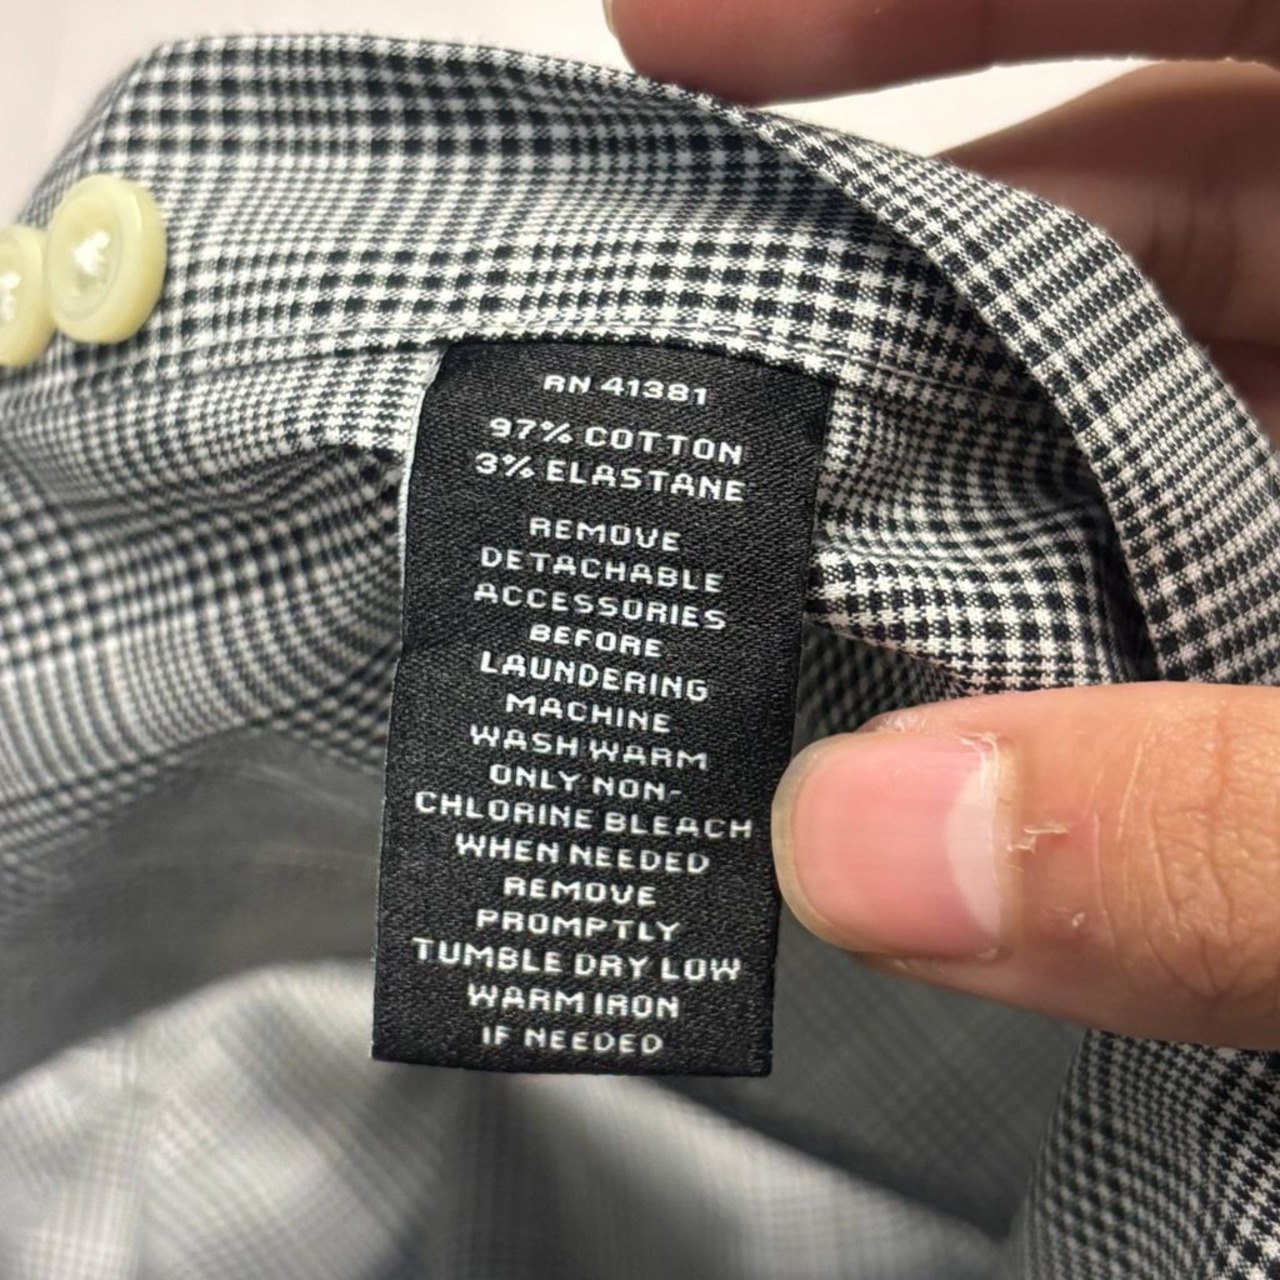 RN 41381
97% COTTON
3% ELASTANE
REMOVE
DETACHABLE
ACCESSORIES
BEFORE
LAUNDERING
MACHINE
WASH WARM
ONLY NON-
CHLORINE BLEACH
WHEN NEEDED
REMOVE
PROMPTLY
TUMBLE DRY LOW
WARM IRON
IF NEEDED